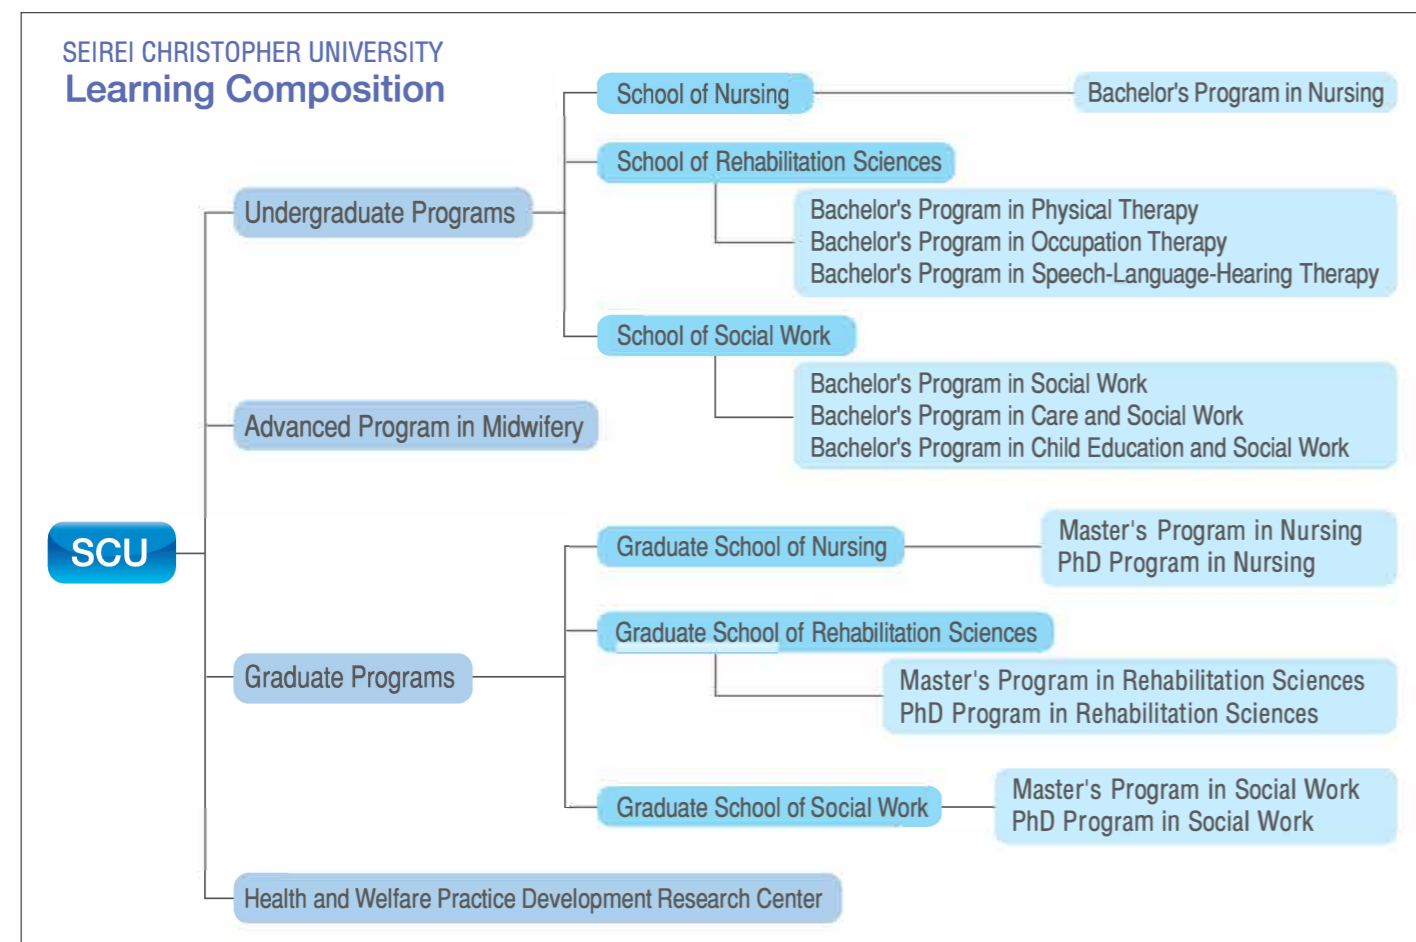 SEIREI CHRISTOPHER UNIVERSITY
Learning Composition
SCU
Undergraduate Programs
School of Nursing
Bachelor's Program in Nursing
School of Rehabilitation Sciences
Bachelor's Program in Physical Therapy
Bachelor's Program in Occupation Therapy
Bachelor's Program in Speech-Language-Hearing Therapy
School of Social Work
Bachelor's Program in Social Work
Bachelor's Program in Care and Social Work
Bachelor's Program in Child Education and Social Work
Advanced Program in Midwifery
Graduate Programs
Graduate School of Nursing
Master's Program in Nursing
PhD Program in Nursing
Graduate School of Rehabilitation Sciences
Master's Program in Rehabilitation Sciences
PhD Program in Rehabilitation Sciences
Graduate School of Social Work
Master's Program in Social Work
PhD Program in Social Work
Health and Welfare Practice Development Research Center